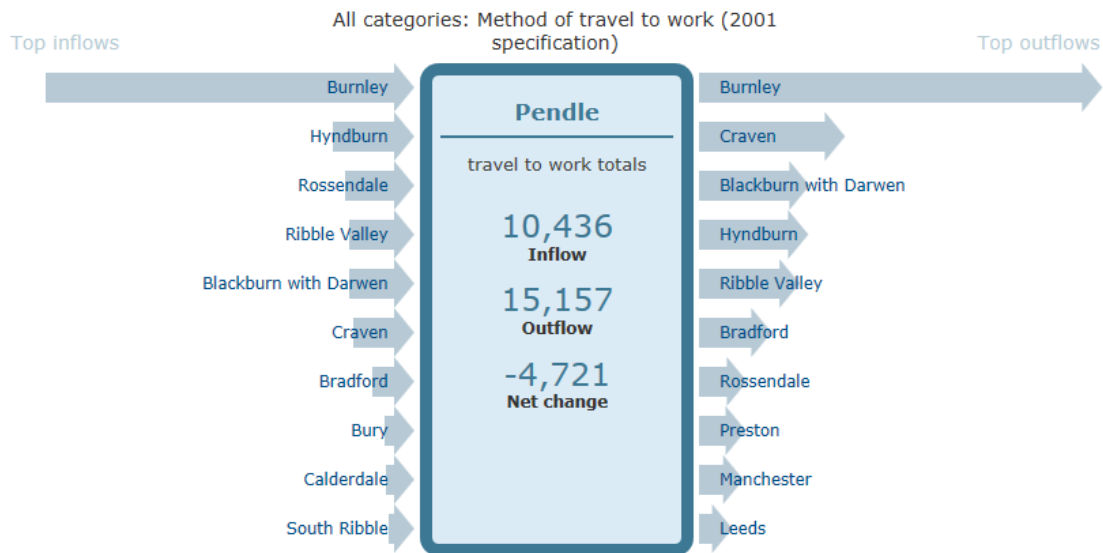 All categories: Method of travel to work (2001
specification)
Top inflows
Top outflows
Burnley
Hyndburn
Rossendale
Ribble Valley
Blackburn with Darwen
Craven
Bradford
Bury
Calderdale
South Ribble
Pendle
travel to work totals
10,436
Inflow
15,157
Outflow
-4,721
Net change
Burnley
Craven
Blackburn with Darwen
Hyndburn
Ribble Valley
Bradford
Rossendale
Preston
Manchester
Leeds